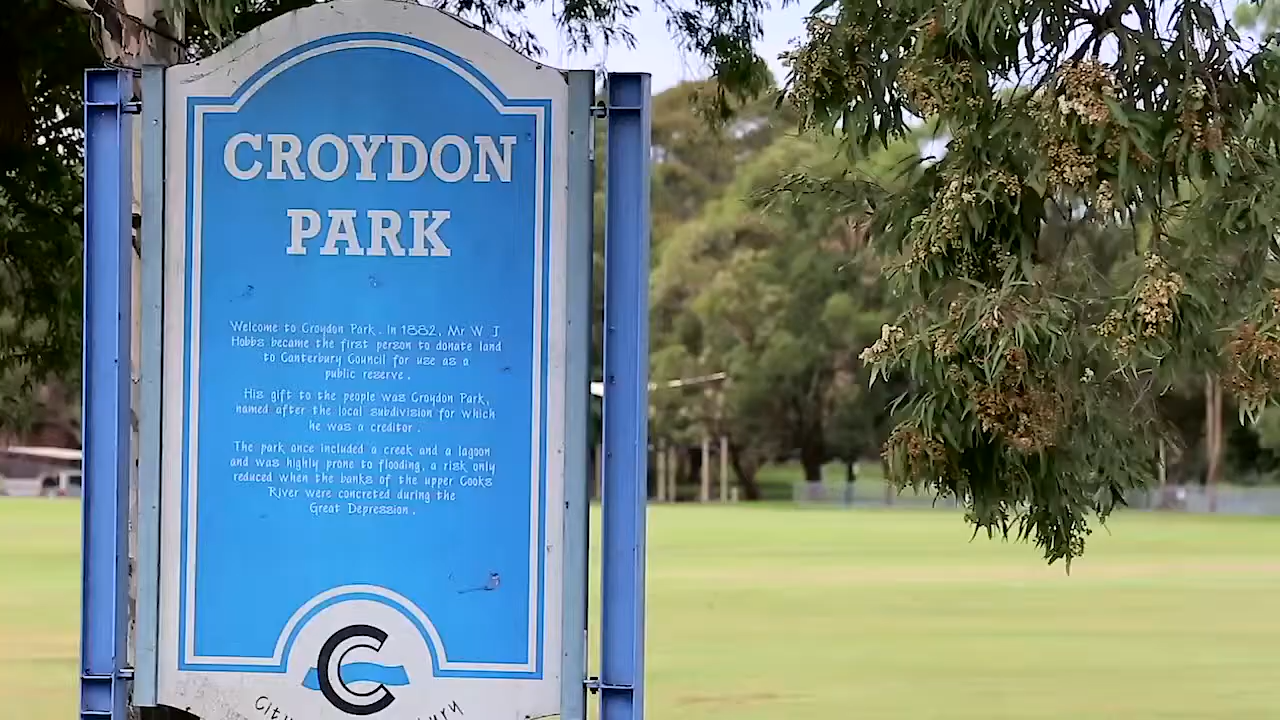 CROYDON
PARK
Welcome to Croydon Park. In 1882, Mr W J
Hobbs became the first person to donate land
to Canterbury Council for use as a
public reserve.
His gift to the people was Croydon Park,
named after the local subdivision for which
he was a creditor.
The park once included a creek and a lagoon
and was highly prone to flooding, a risk only
reduced when the banks of the upper Cooks
River were concreted during the
Great Depression.
C